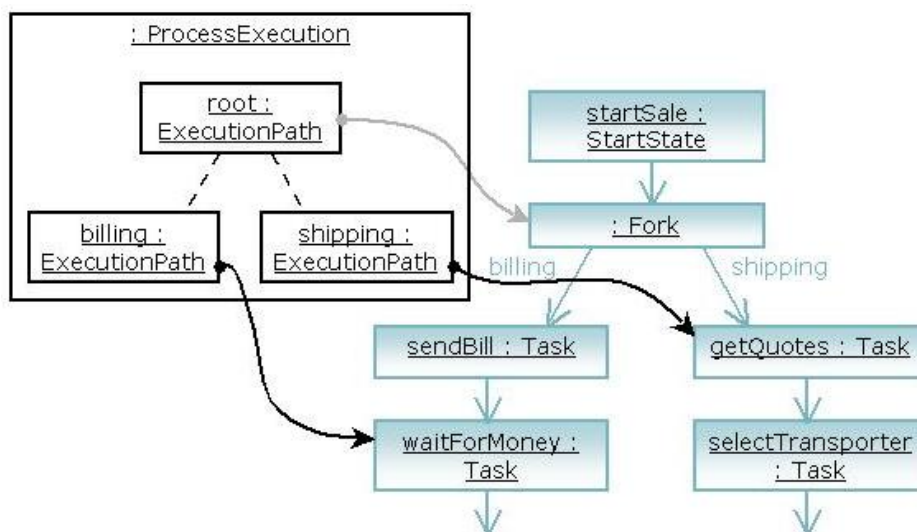 : ProcessExecution
root :
ExecutionPath
startSale :
StartState
billing :
ExecutionPath
shipping :
ExecutionPath
: Fork
billing
shipping
sendBill : Task
getQuotes : Task
waitForMoney :
Task
selectTransporter
: Task